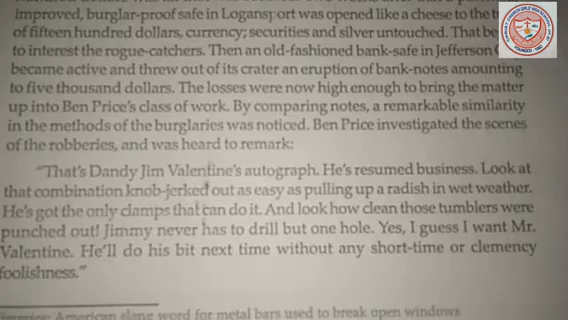 improved, burglar-proof safe in Logansport was opened like a cheese to the
of fifteen hundred dollars, currency; securities and silver untouched. That
to interest the rogue-catchers. Then an old-fashioned bank-safe in Jefferson
became active and threw out of its crater an eruption of bank-notes amounting
to five thousand dollars. The losses were now high enough to bring the matter
up into Ben Price's class of work. By comparing notes, a remarkable similarity
in the methods of the burglaries was noticed. Ben Price investigated the scenes
of the robberies, and was heard to remark:
"That's Dandy Jim Valentine's autograph. He's resumed business. Look at
that combination knob-jerked out as easy as pulling up a radish in wet weather.
He's got the only clamps that can do it. And look how clean those tumblers were
punched out! Jimmy never has to drill but one hole. Yes, I guess I want Mr.
Valentine. He'll do his bit next time without any short-time or clemency
foolishness."
American slang word for metal bars used to break open windows